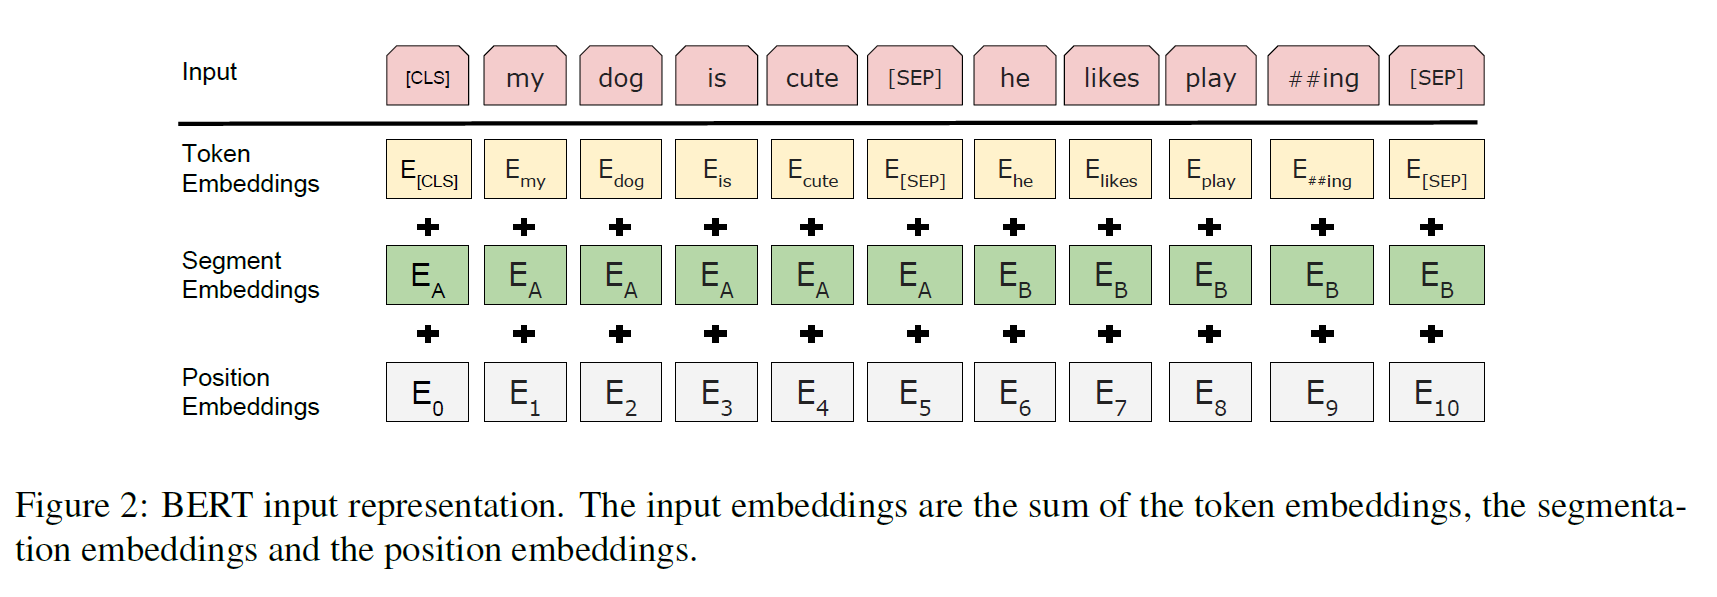 Input [CLS] my dog is cute [SEP] he likes play ##ing [SEP]
Token
Embeddings
E[CLS] Emy Edog Eis Ecute E[SEP] Ehe Elikes Eplay E##ing E[SEP]
+ + + + + + + + + + +
Segment
Embeddings
EA EA EA EA EA EA EB EB EB EB EB
+ + + + + + + + + + +
Position
Embeddings
E0 E1 E2 E3 E4 E5 E6 E7 E8 E9 E10
Figure 2: BERT input representation. The input embeddings are the sum of the token embeddings, the segmenta-
tion embeddings and the position embeddings.